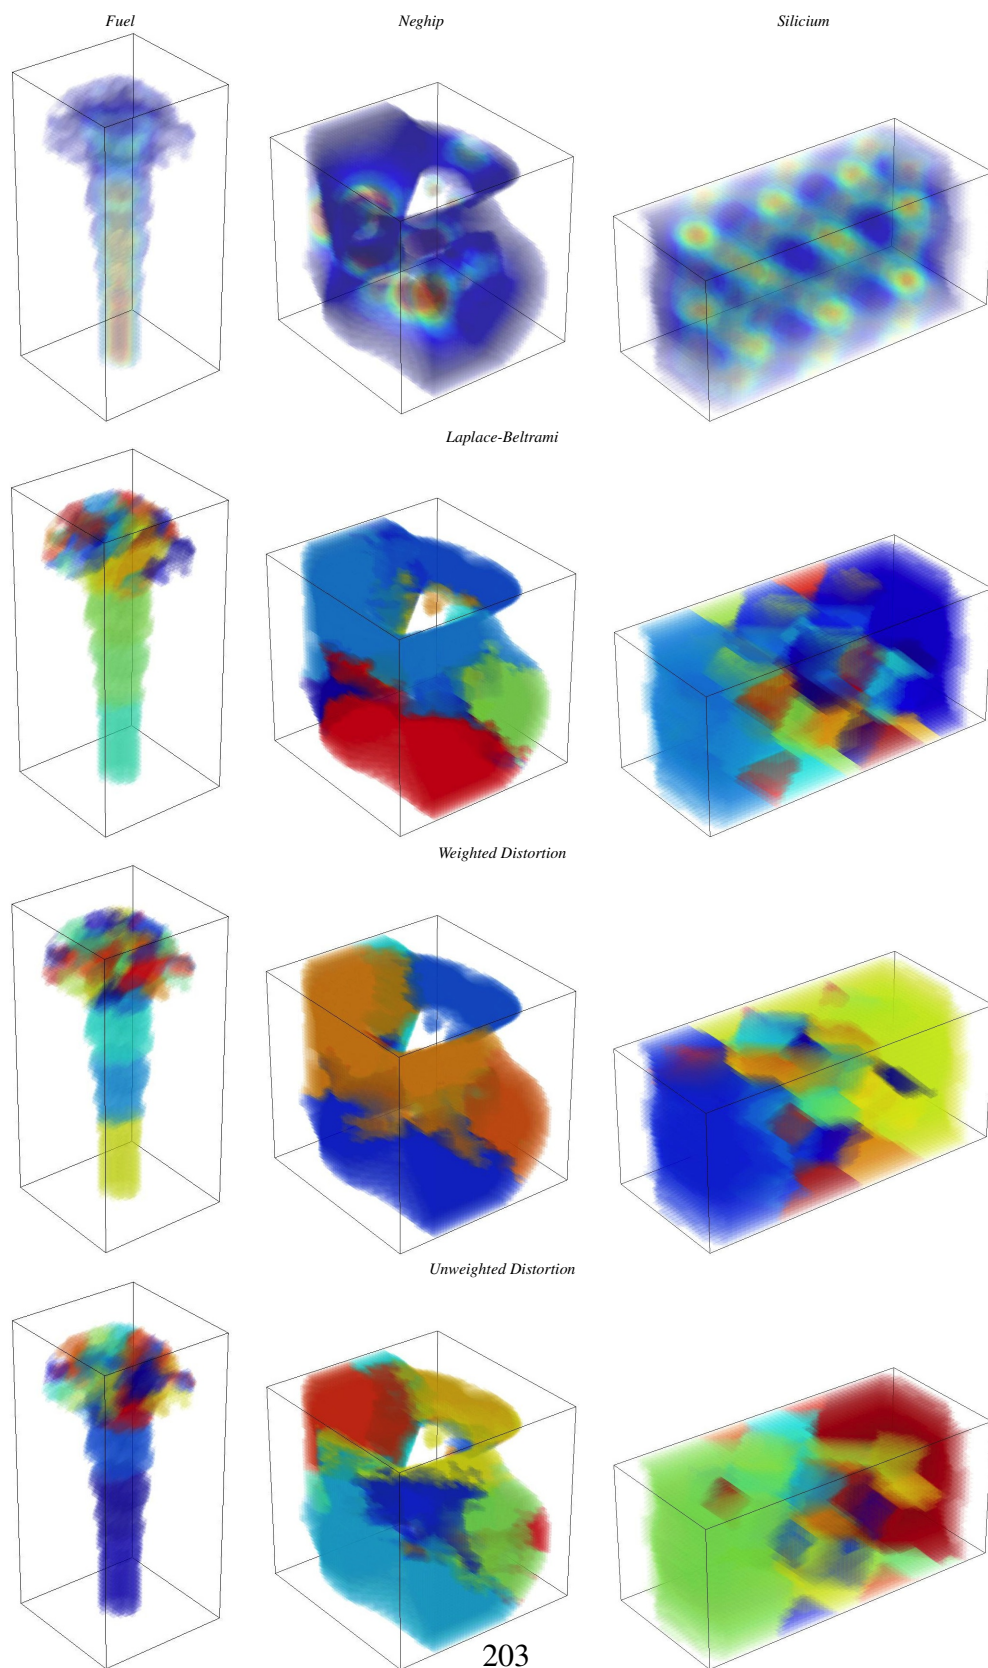 Fuel Neghip Silicium
Laplace-Beltrami
Weighted Distortion
Unweighted Distortion
203